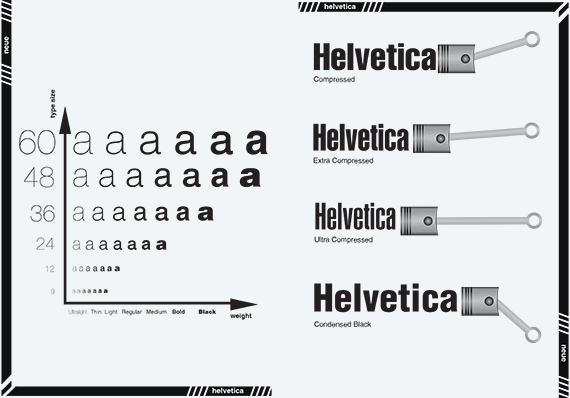 neue
type size
60 a a a a a a a
48 a a a a a a a a
36 a a a a a a a a
24 a a a a a a a a
12 a a a a a a a a
9 a a a a a a a a
Ultralight Thin Light Regular Medium Bold Black
weight
helvetica
helvetica
Helvetica
Compressed
Helvetica
Extra Compressed
Helvetica
Ultra Compressed
Helvetica
Condensed Black
neue